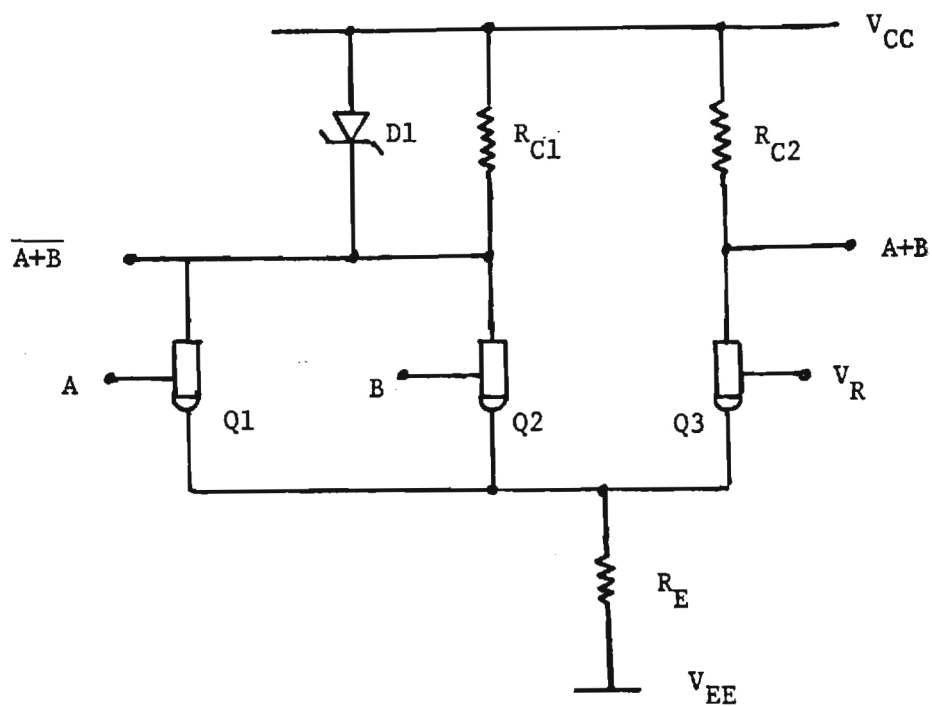 V_CC
D1
R_C1
R_C2
A+B
A+B
A
Q1
B
Q2
Q3
V_R
R_E
V_EE